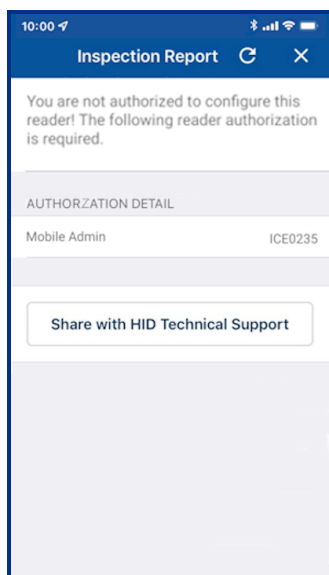 10:00
Inspection Report
You are not authorized to configure this
reader! The following reader authorization
is required.
AUTHORZATION DETAIL
Mobile Admin ICE0235
Share with HID Technical Support